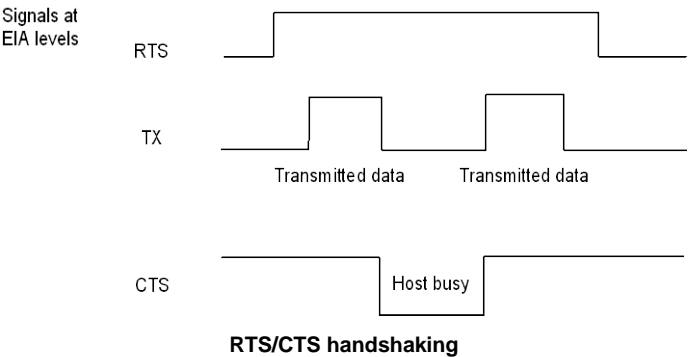 Signals at
EIA levels
RTS
TX
Transmitted data Transmitted data
CTS
Host busy
RTS/CTS handshaking